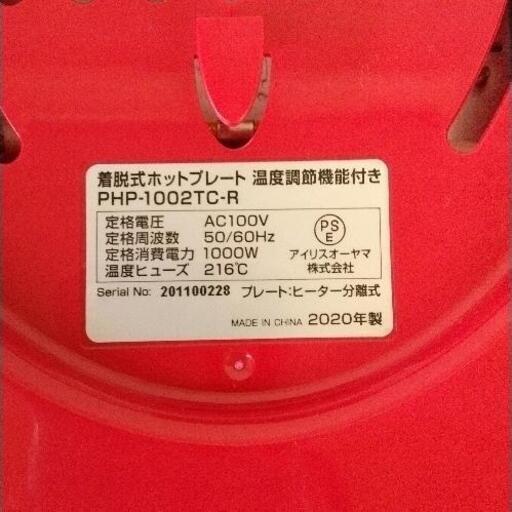 着脱式ホットプレート 温度調節機能付き
PHP-1002TC-R
定格電圧 AC100V
定格周波数 50/60Hz
定格消費電力 1000W
温度ヒューズ 216℃
PS
E
アイリスオーヤマ
株式会社
Serial No: 201100228 プレート:ヒーター分離式
MADE IN CHINA 2020年製